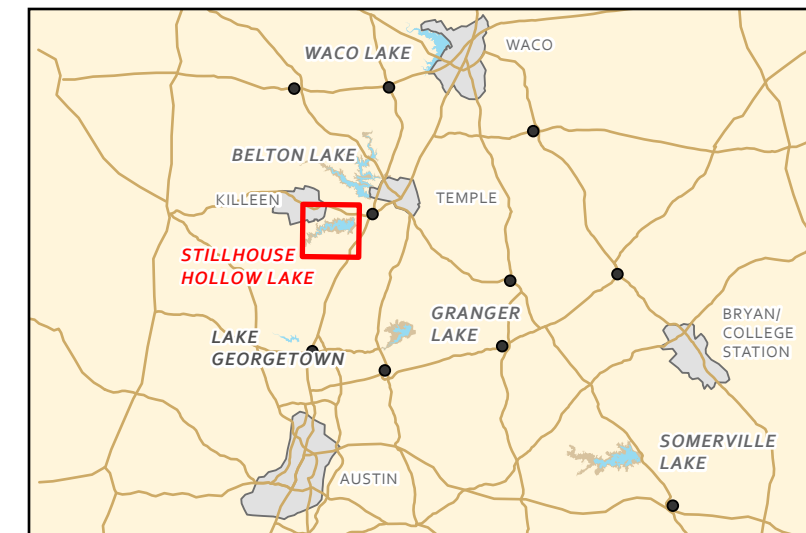 WACO LAKE
WACO
BELTON LAKE
KILLEEN
TEMPLE
STILLHOUSE
HOLLOW LAKE
GRANGER
LAKE
BRYAN/
COLLEGE
STATION
LAKE
GEORGETOWN
SOMERVILLE
LAKE
AUSTIN